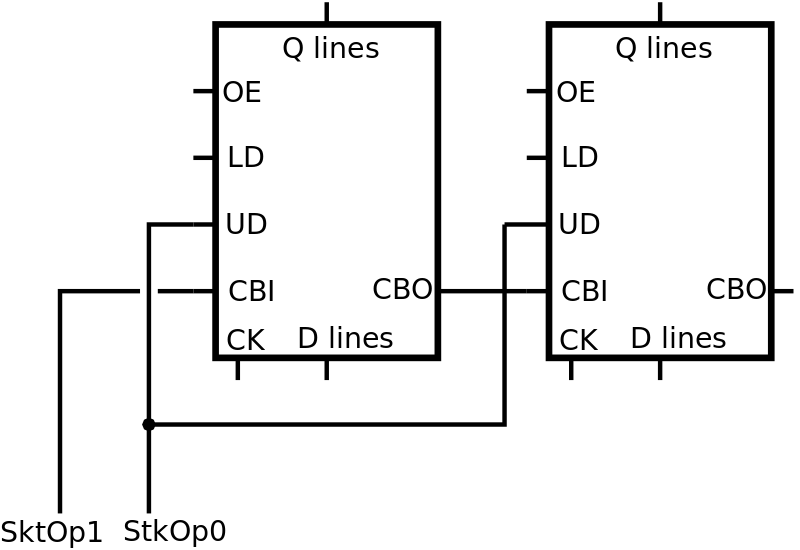 Q lines
OE
LD
UD
CBI
CBO
CK
D lines
Q lines
OE
LD
UD
CBI
CBO
CK
D lines
SktOp1
StkOp0